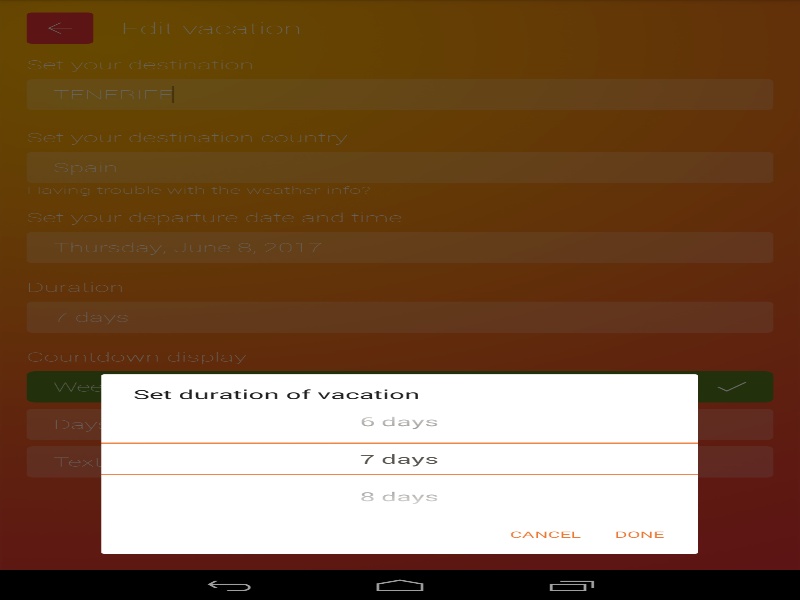 Edit vacation
Set your destination
TENERIFE
Set your destination country
Spain
Having trouble with the weather info?
Set your departure date and time
Thursday, June 8, 2017
Duration
7 days
Countdown display
Wee
Days
Text
Set duration of vacation
6 days
7 days
8 days
CANCEL DONE